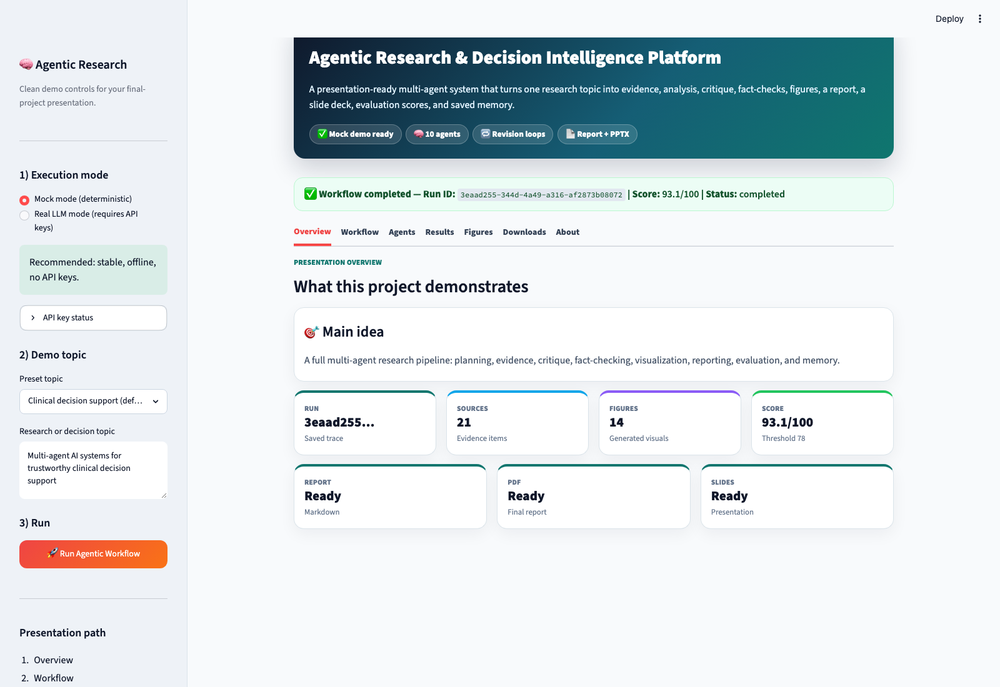 Deploy
🧠 Agentic Research
Clean demo controls for your final-
project presentation.
1) Execution mode
Mock mode (deterministic)
Real LLM mode (requires API
keys)
Recommended: stable, offline,
no API keys.
API key status
2) Demo topic
Preset topic
Clinical decision support (def...
Research or decision topic
Multi-agent AI systems for
trustworthy clinical decision
support
3) Run
🚀 Run Agentic Workflow
Presentation path
1. Overview
2. Workflow
Agentic Research & Decision Intelligence Platform
A presentation-ready multi-agent system that turns one research topic into evidence, analysis, critique, fact-checks, figures, a report, a
slide deck, evaluation scores, and saved memory.
✅ Mock demo ready 🧠 10 agents 🔁 Revision loops 📄 Report + PPTX
✅ Workflow completed — Run ID: 3eaad255-344d-4a49-a316-af2873b08072 | Score: 93.1/100 | Status: completed
Overview Workflow Agents Results Figures Downloads About
PRESENTATION OVERVIEW
What this project demonstrates
🎯 Main idea
A full multi-agent research pipeline: planning, evidence, critique, fact-checking, visualization, reporting, evaluation, and memory.
RUN
3eaad255...
Saved trace
SOURCES
21
Evidence items
FIGURES
14
Generated visuals
SCORE
93.1/100
Threshold 78
REPORT
Ready
Markdown
PDF
Ready
Final report
SLIDES
Ready
Presentation